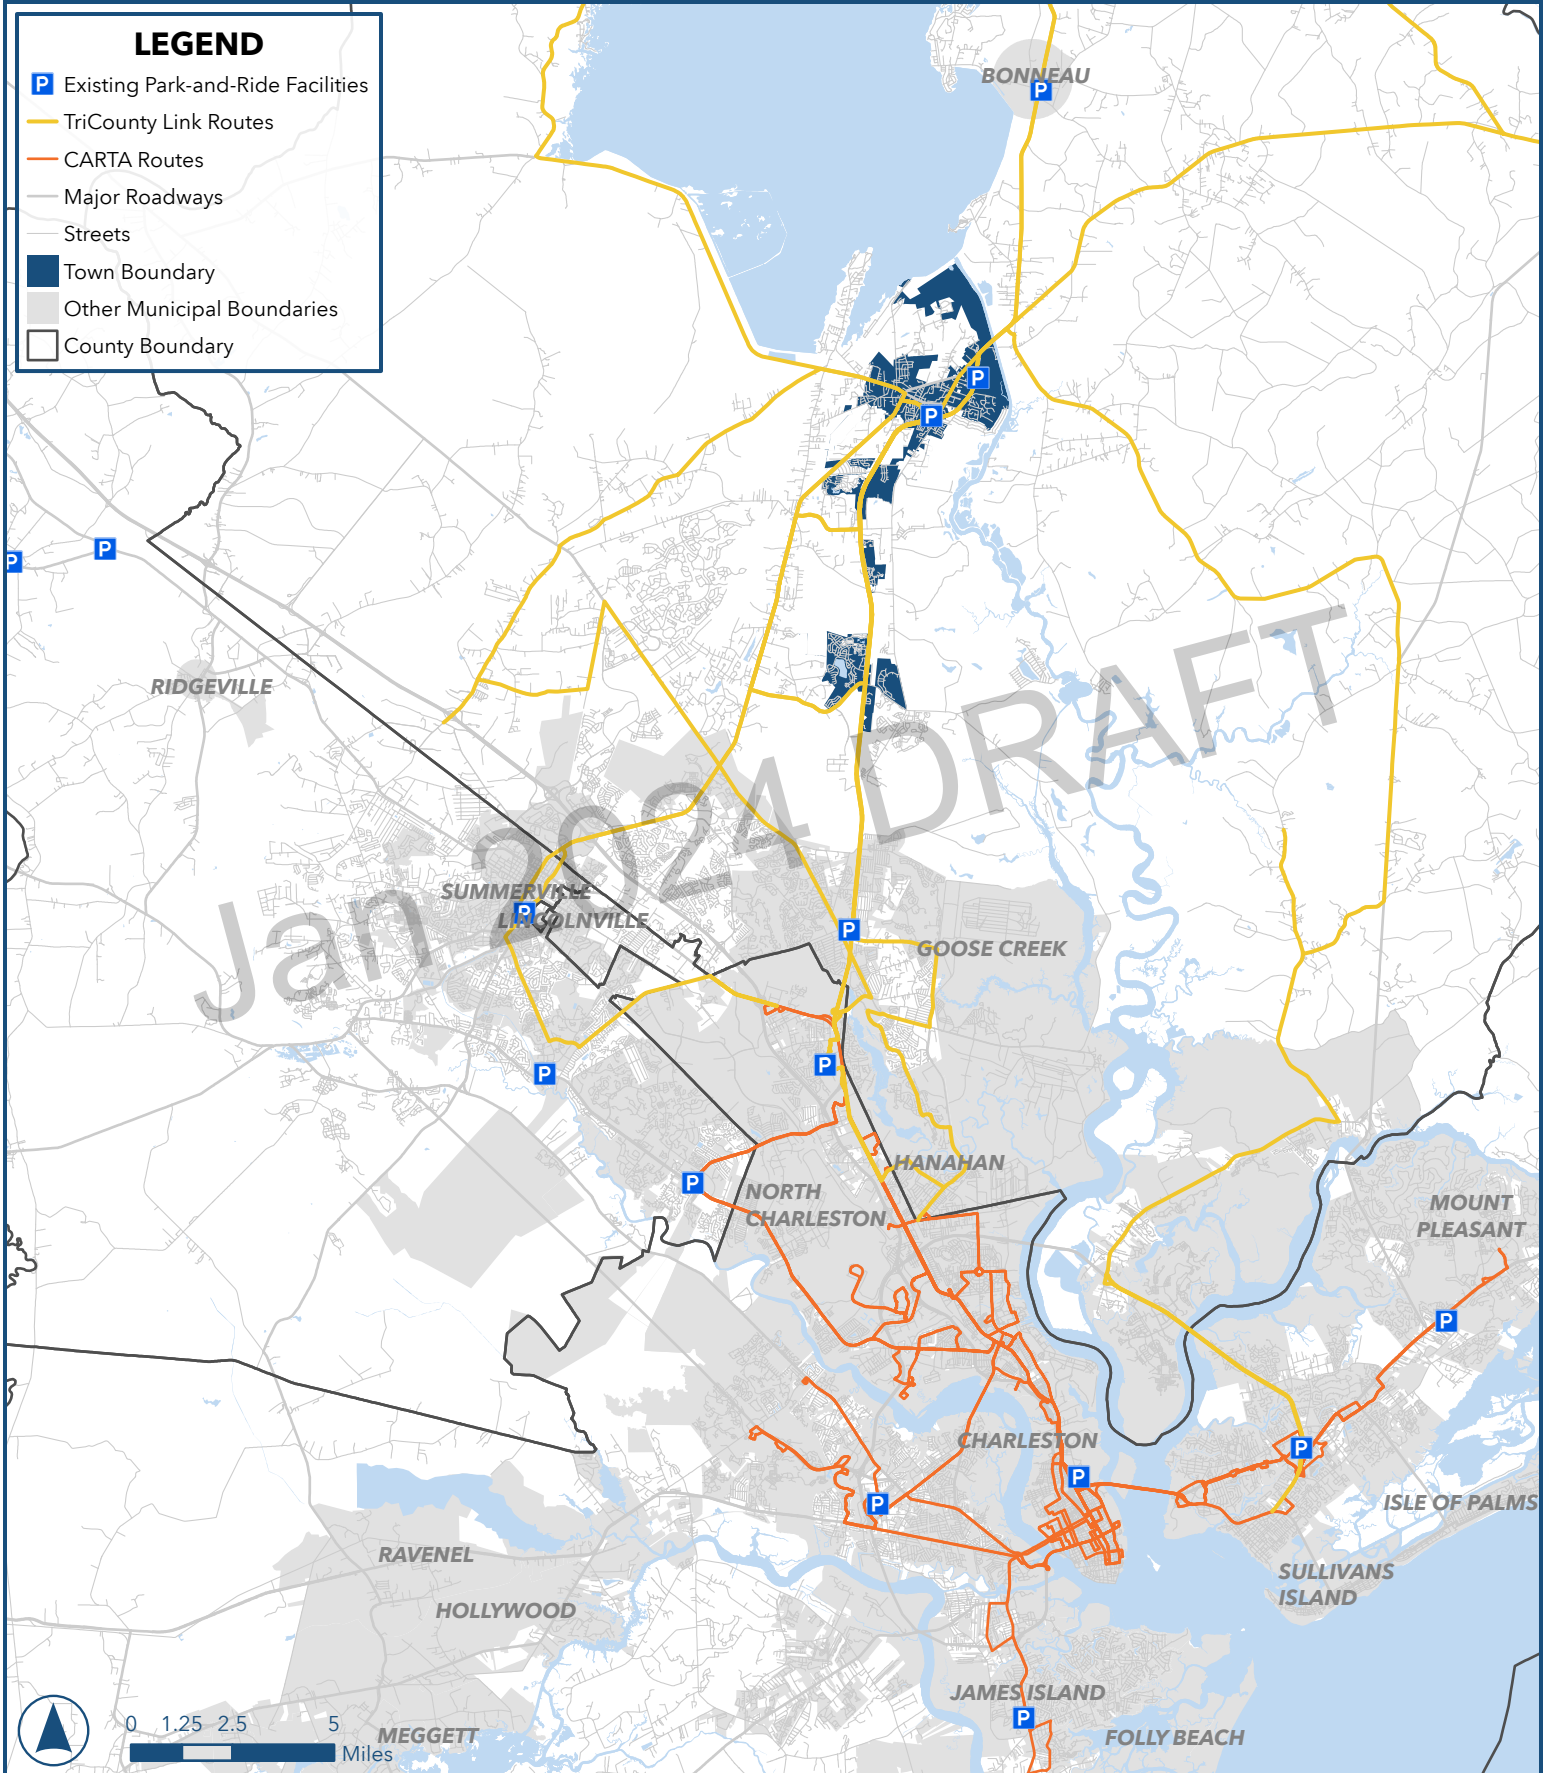 LEGEND
P Existing Park-and-Ride Facilities
TriCounty Link Routes
CARTA Routes
Major Roadways
Streets
Town Boundary
Other Municipal Boundaries
County Boundary
BONNEAU
P
P
P
P
P
RIDGEVILLE
Jan 2024 DRAFT
SUMMERVILLE
P
LINCOLNVILLE
P
GOOSE CREEK
P
P
HANAHAN
P
NORTH
CHARLESTON
MOUNT
PLEASANT
P
CHARLESTON
P
P
P
ISLE OF PALMS
RAVENEL
SULLIVANS
ISLAND
HOLLYWOOD
JAMES ISLAND
P
FOLLY BEACH
MEGGETT
0 1.25 2.5 5
Miles